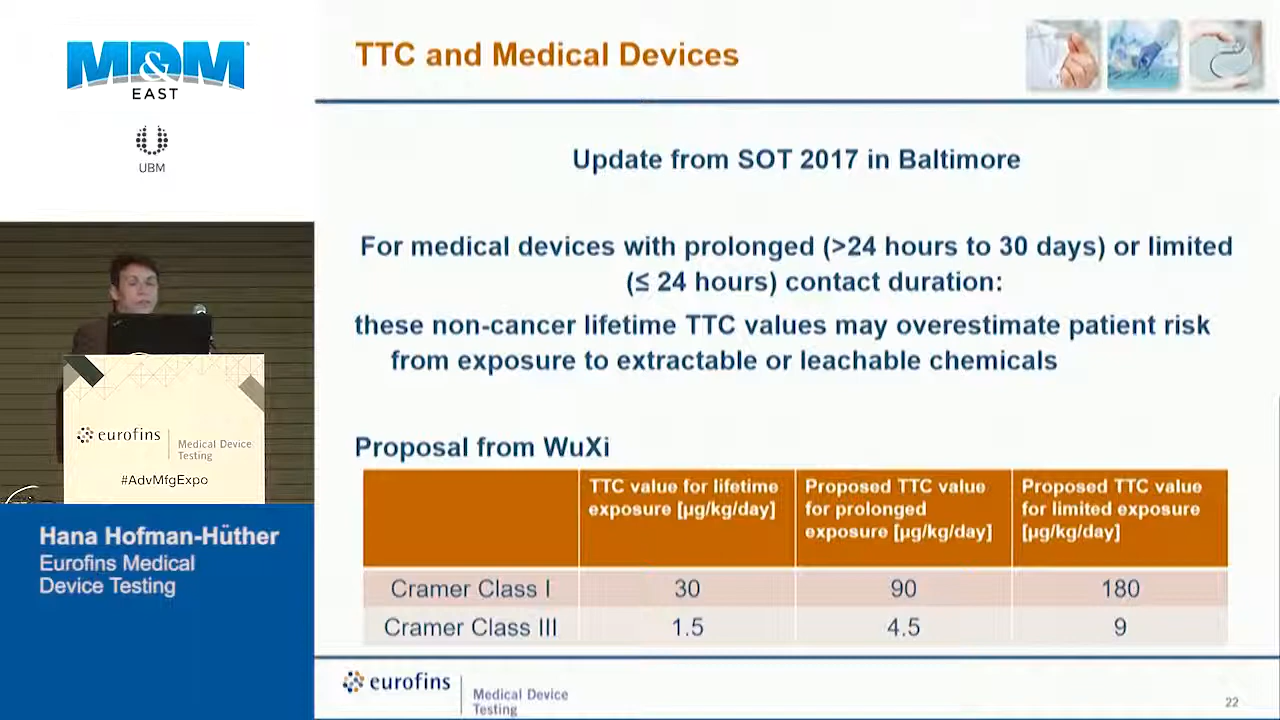 MD&M
EAST
UBM
TTC and Medical Devices
Update from SOT 2017 in Baltimore
For medical devices with prolonged (>24 hours to 30 days) or limited
(≤ 24 hours) contact duration:
these non-cancer lifetime TTC values may overestimate patient risk
from exposure to extractable or leachable chemicals
Proposal from WuXi
TTC value for lifetime
exposure [µg/kg/day]
Proposed TTC value
for prolonged
exposure [µg/kg/day]
Proposed TTC value
for limited exposure
[µg/kg/day]
Cramer Class I 30 90 180
Cramer Class III 1.5 4.5 9
eurofins
Medical Device
Testing
#AdvMfgExpo
Hana Hofman-Hüther
Eurofins Medical
Device Testing
eurofins
Medical Device
Testing
22